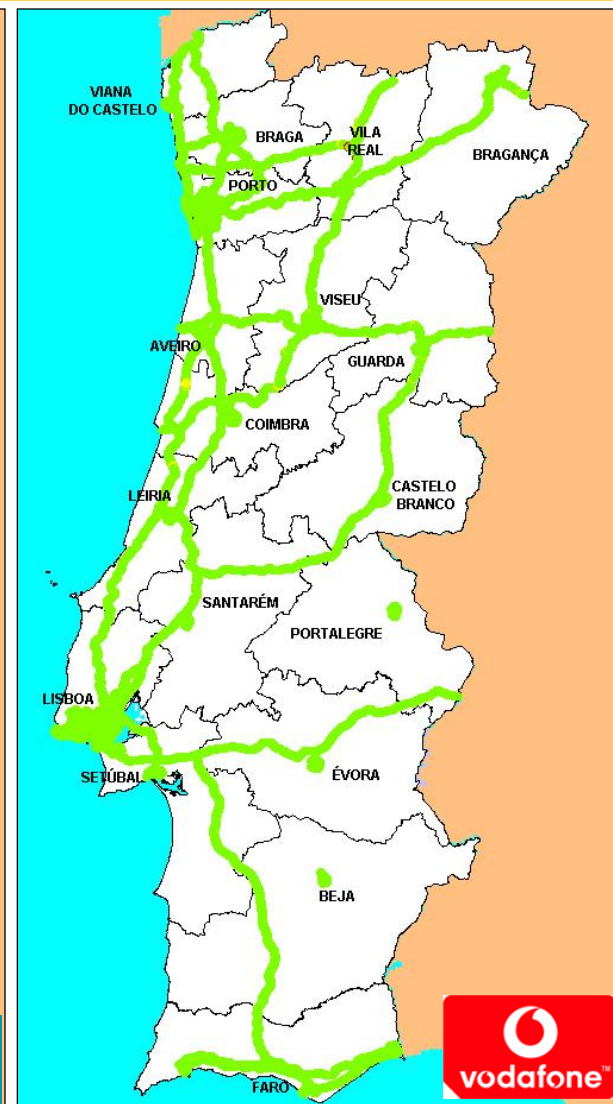 VIANA
DO CASTELO
BRAGA
VILA
REAL
BRAGANÇA
PORTO
VISEU
AVEIRO
GUARDA
COIMBRA
CASTELO
BRANCO
LEIRIA
SANTARÉM
PORTALEGRE
LISBOA
SETÚBAL
ÉVORA
BEJA
vodafone™
FARO